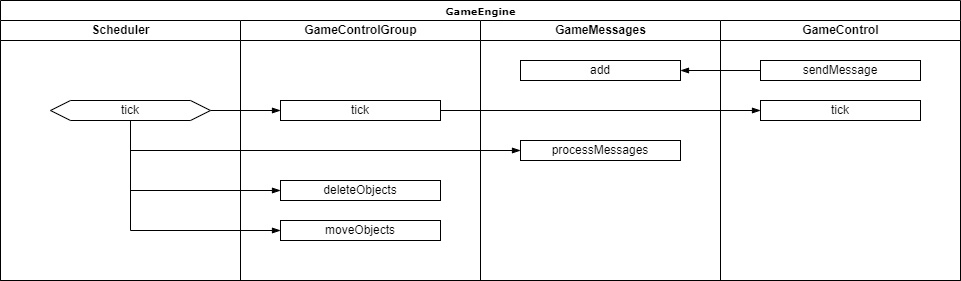 GameEngine
Scheduler
GameControlGroup
GameMessages
GameControl
add
sendMessage
tick
tick
tick
processMessages
deleteObjects
moveObjects